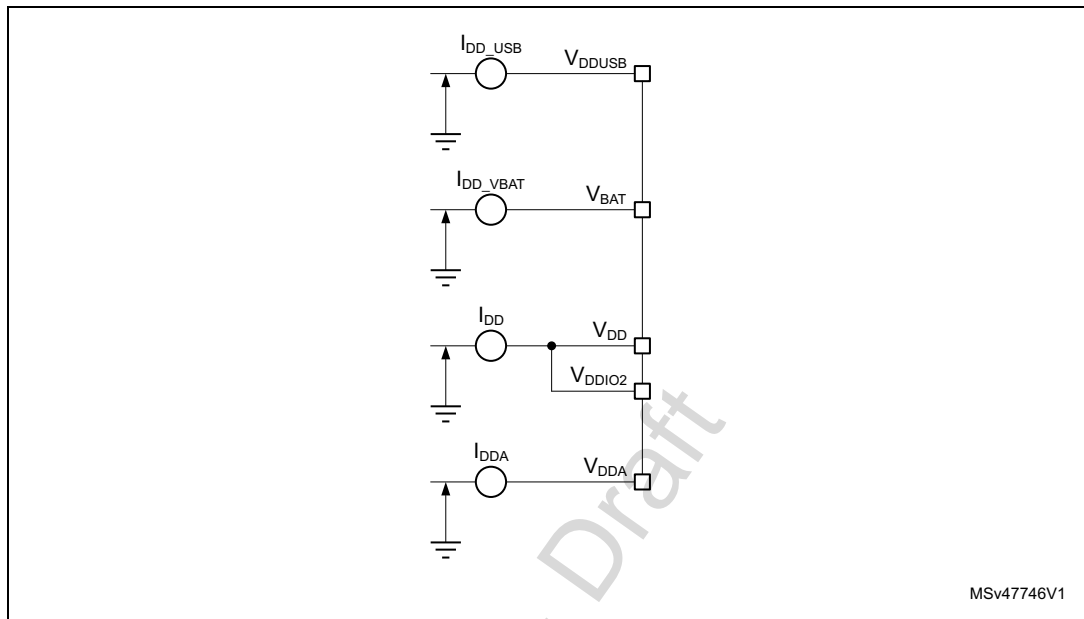 I_DD_USB
V_DDUSB
I_DD_VBAT
V_BAT
I_DD
V_DD
V_DDIO2
I_DDA
V_DDA
Draft
MSv47746V1